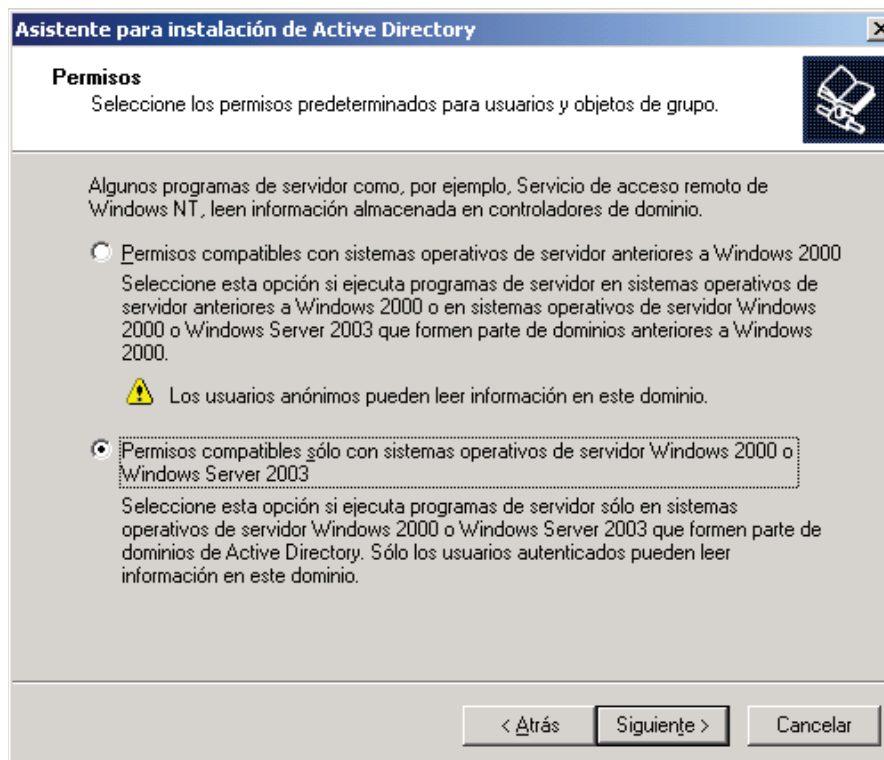 Asistente para instalación de Active Directory
Permisos
Seleccione los permisos predeterminados para usuarios y objetos de grupo.
Algunos programas de servidor como, por ejemplo, Servicio de acceso remoto de
Windows NT, leen información almacenada en controladores de dominio.
Permisos compatibles con sistemas operativos de servidor anteriores a Windows 2000
Seleccione esta opción si ejecuta programas de servidor en sistemas operativos de
servidor anteriores a Windows 2000 o en sistemas operativos de servidor Windows
2000 o Windows Server 2003 que formen parte de dominios anteriores a Windows
2000.
Los usuarios anónimos pueden leer información en este dominio.
Permisos compatibles sólo con sistemas operativos de servidor Windows 2000 o
Windows Server 2003
Seleccione esta opción si ejecuta programas de servidor sólo en sistemas
operativos de servidor Windows 2000 o Windows Server 2003 que formen parte de
dominios de Active Directory. Sólo los usuarios autenticados pueden leer
información en este dominio.
< Atrás Siguiente > Cancelar